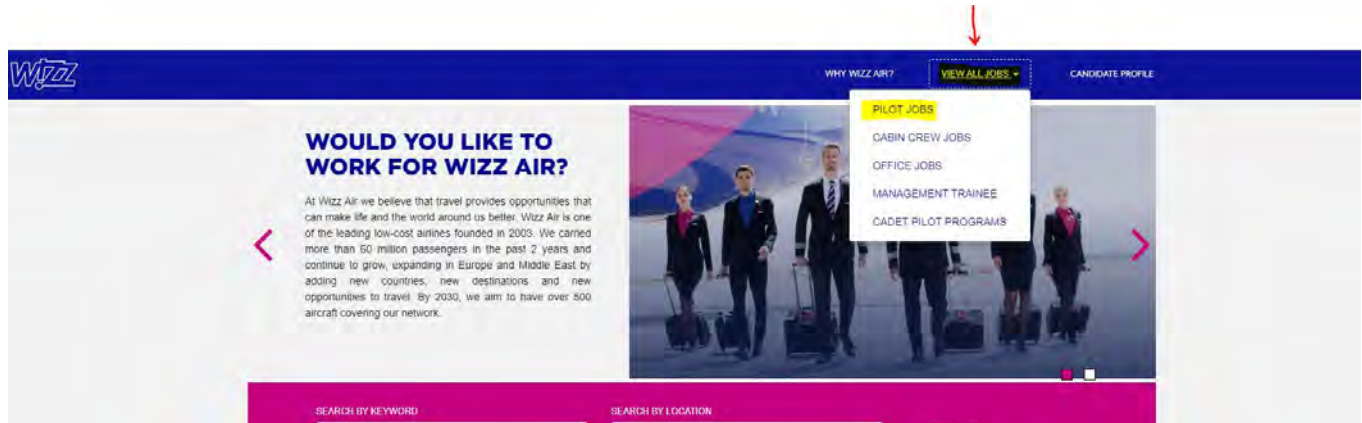 WIZZ
WHY WIZZ AIR?
VIEW ALL JOBS
CANDIDATE PROFILE
PILOT JOBS
CABIN CREW JOBS
OFFICE JOBS
MANAGEMENT TRAINEE
CADET PILOT PROGRAMS
WOULD YOU LIKE TO
WORK FOR WIZZ AIR?
At Wizz Air we believe that travel provides opportunities that
can make life and the world around us better. Wizz Air is one
of the leading low-cost airlines founded in 2003. We carried
more than 60 million passengers in the past 2 years and
continue to grow, expanding in Europe and Middle East by
adding new countries, new destinations and new
opportunities to travel. By 2030, we aim to have over 500
aircraft covering our network.
SEARCH BY KEYWORD
SEARCH BY LOCATION